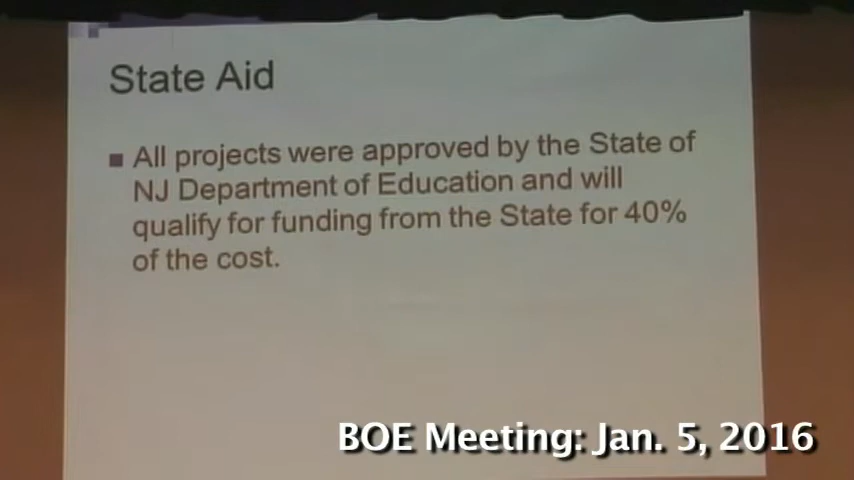 State Aid
All projects were approved by the State of
NJ Department of Education and will
qualify for funding from the State for 40%
of the cost.
BOE Meeting: Jan. 5, 2016